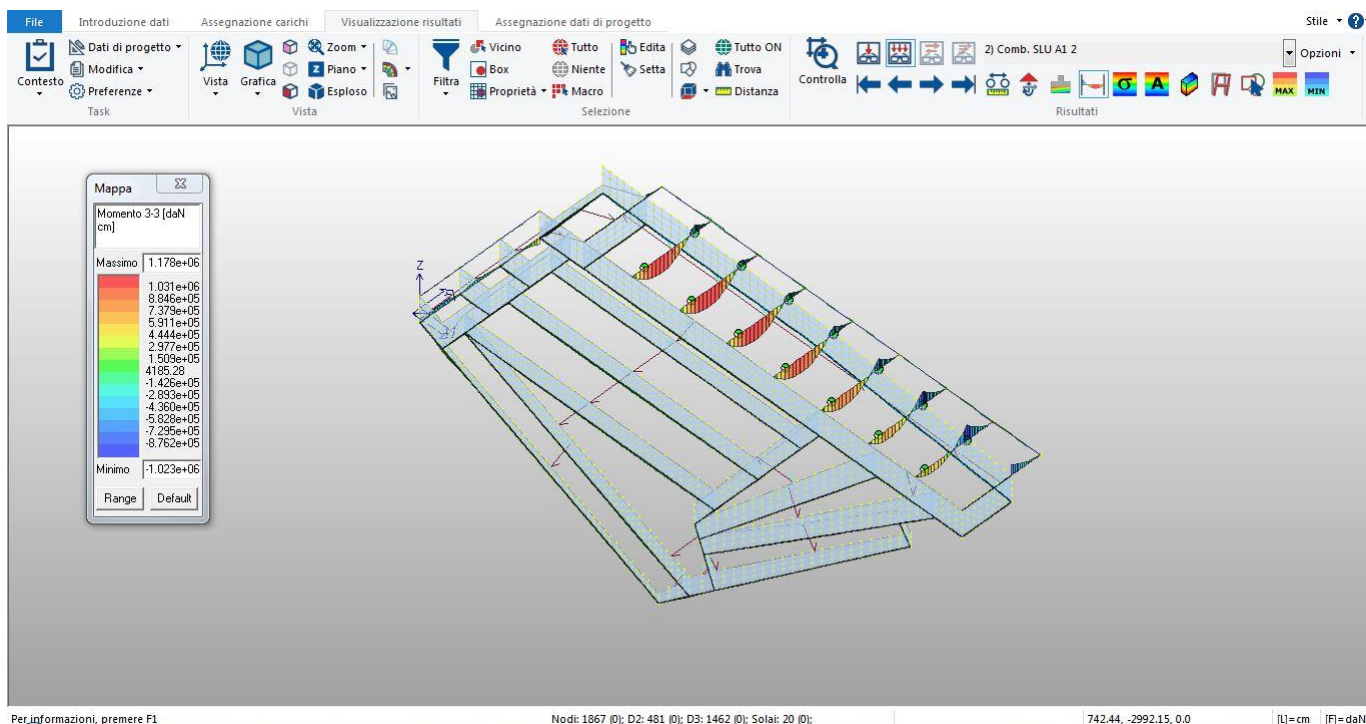 File Introduzione dati Assegnazione carichi Visualizzazione risultati Assegnazione dati di progetto Stile
Contesto
Dati di progetto
Modifica
Preferenze
Task
Vista
Grafica
Zoom
Piano
Esploso
Vista
Filtra
Vicino
Box
Proprietà
Tutto
Niente
Macro
Edita
Setta
Tutto ON
Trova
Distanza
Selezione
Controlla
2) Comb. SLU A1 2
Opzioni
σ A MAX MIN
Risultati
Mappa
Momento 3-3 [daN
cm]
Massimo 1.178e+06
1.031e+06
8.846e+05
7.379e+05
5.911e+05
4.444e+05
2.977e+05
1.509e+05
4185.28
-1.426e+05
-2.893e+05
-4.360e+05
-5.828e+05
-7.295e+05
-8.762e+05
Minimo -1.023e+06
Range Default
Z
Per informazioni, premere F1 Nodi: 1867 (0); D2: 481 (0); D3: 1462 (0); Solai: 20 (0); 742.44, -2992.15, 0.0 [L]=cm [F]=daN